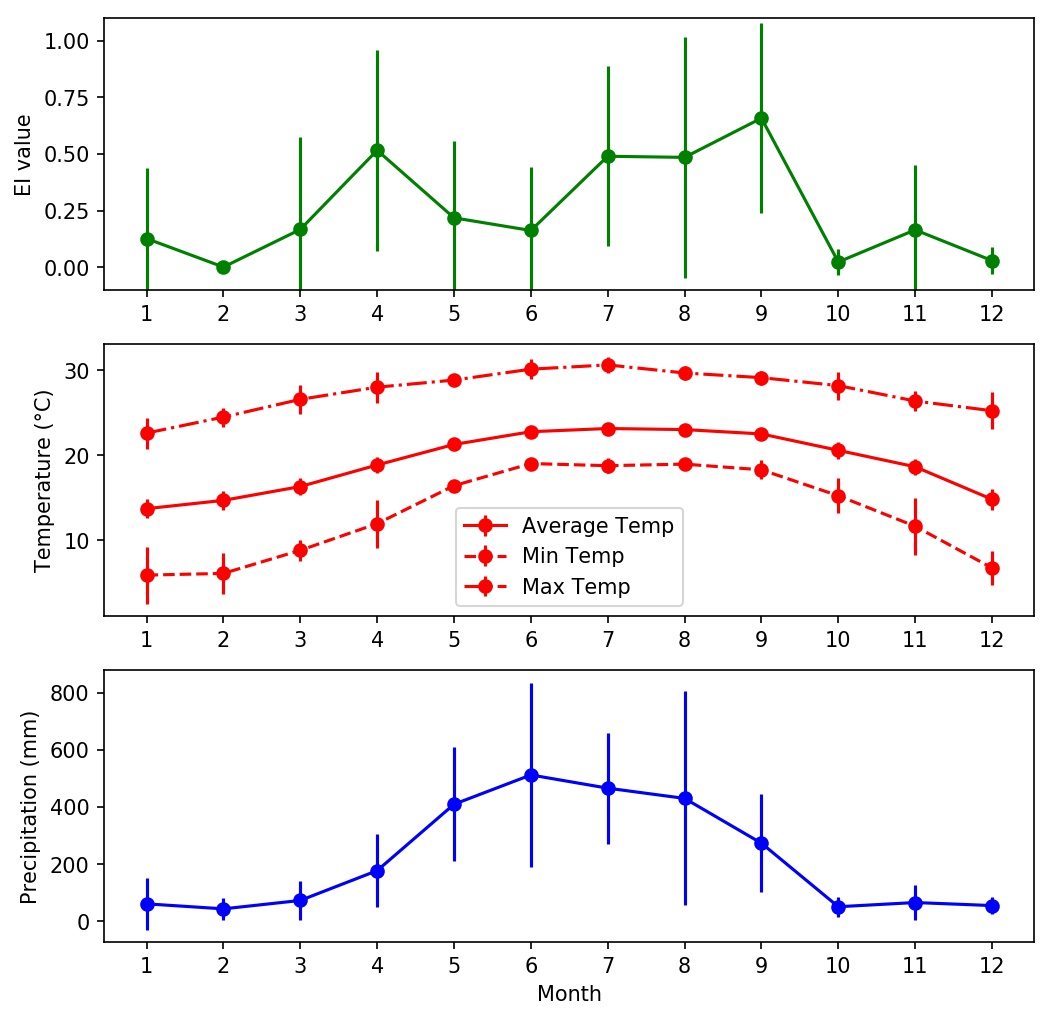 1.00
0.75
0.50
0.25
0.00
EI value
1 2 3 4 5 6 7 8 9 10 11 12
30
20
10
Temperature (°C)
Average Temp
Min Temp
Max Temp
1 2 3 4 5 6 7 8 9 10 11 12
800
600
400
200
0
Precipitation (mm)
1 2 3 4 5 6 7 8 9 10 11 12
Month